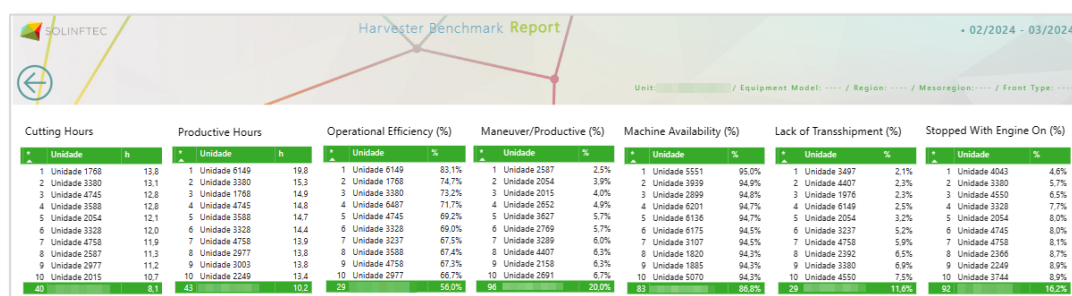 SOLINFTEC
Harvester Benchmark Report
• 02/2024 - 03/2024
Unit: / Equipment Model: ---- / Region: ---- / Mesoregion: ---- / Front Type: ----
Cutting Hours
* Unidade h
1 Unidade 1768 13,8
2 Unidade 3380 13,1
3 Unidade 4745 12,8
4 Unidade 3588 12,8
5 Unidade 2054 12,1
6 Unidade 3328 12,0
7 Unidade 4758 11,9
8 Unidade 2587 11,3
9 Unidade 2977 11,2
10 Unidade 2015 10,7
40 8,1
Productive Hours
* Unidade h
1 Unidade 6149 19,8
2 Unidade 3380 15,3
3 Unidade 1768 14,9
4 Unidade 4745 14,8
5 Unidade 3588 14,7
6 Unidade 3328 14,4
7 Unidade 4758 13,9
8 Unidade 2977 13,8
9 Unidade 3003 13,8
10 Unidade 2249 13,4
43 10,2
Operational Efficiency (%)
* Unidade %
1 Unidade 6149 83,1%
2 Unidade 1768 74,7%
3 Unidade 3380 73,2%
4 Unidade 6487 71,7%
5 Unidade 4745 69,2%
6 Unidade 3328 69,0%
7 Unidade 3237 67,5%
8 Unidade 3588 67,4%
9 Unidade 4758 67,3%
10 Unidade 2977 66,7%
29 56,0%
Maneuver/Productive (%)
* Unidade %
1 Unidade 2587 2,5%
2 Unidade 2054 3,9%
3 Unidade 2015 4,0%
4 Unidade 2652 4,9%
5 Unidade 3627 5,7%
6 Unidade 2769 5,7%
7 Unidade 3289 6,0%
8 Unidade 4407 6,3%
9 Unidade 2158 6,3%
10 Unidade 2691 6,7%
96 20,0%
Machine Availability (%)
* Unidade %
1 Unidade 5551 95,0%
2 Unidade 3939 94,9%
3 Unidade 2899 94,8%
4 Unidade 6201 94,7%
5 Unidade 6136 94,7%
6 Unidade 6175 94,5%
7 Unidade 3107 94,5%
8 Unidade 1820 94,3%
9 Unidade 1885 94,3%
10 Unidade 5070 94,3%
83 86,8%
Lack of Transshipment (%)
* Unidade %
1 Unidade 3497 2,1%
2 Unidade 4407 2,3%
3 Unidade 1976 2,3%
4 Unidade 6149 2,5%
5 Unidade 2054 3,2%
6 Unidade 3237 5,2%
7 Unidade 4758 5,9%
8 Unidade 2392 6,5%
9 Unidade 3380 6,9%
10 Unidade 4550 7,5%
29 11,6%
Stopped With Engine On (%)
* Unidade %
1 Unidade 4043 4,6%
2 Unidade 3380 5,7%
3 Unidade 4550 6,5%
4 Unidade 3328 7,7%
5 Unidade 2054 8,0%
6 Unidade 4745 8,0%
7 Unidade 4758 8,1%
8 Unidade 2366 8,7%
9 Unidade 2249 8,9%
10 Unidade 3744 8,9%
92 16,2%